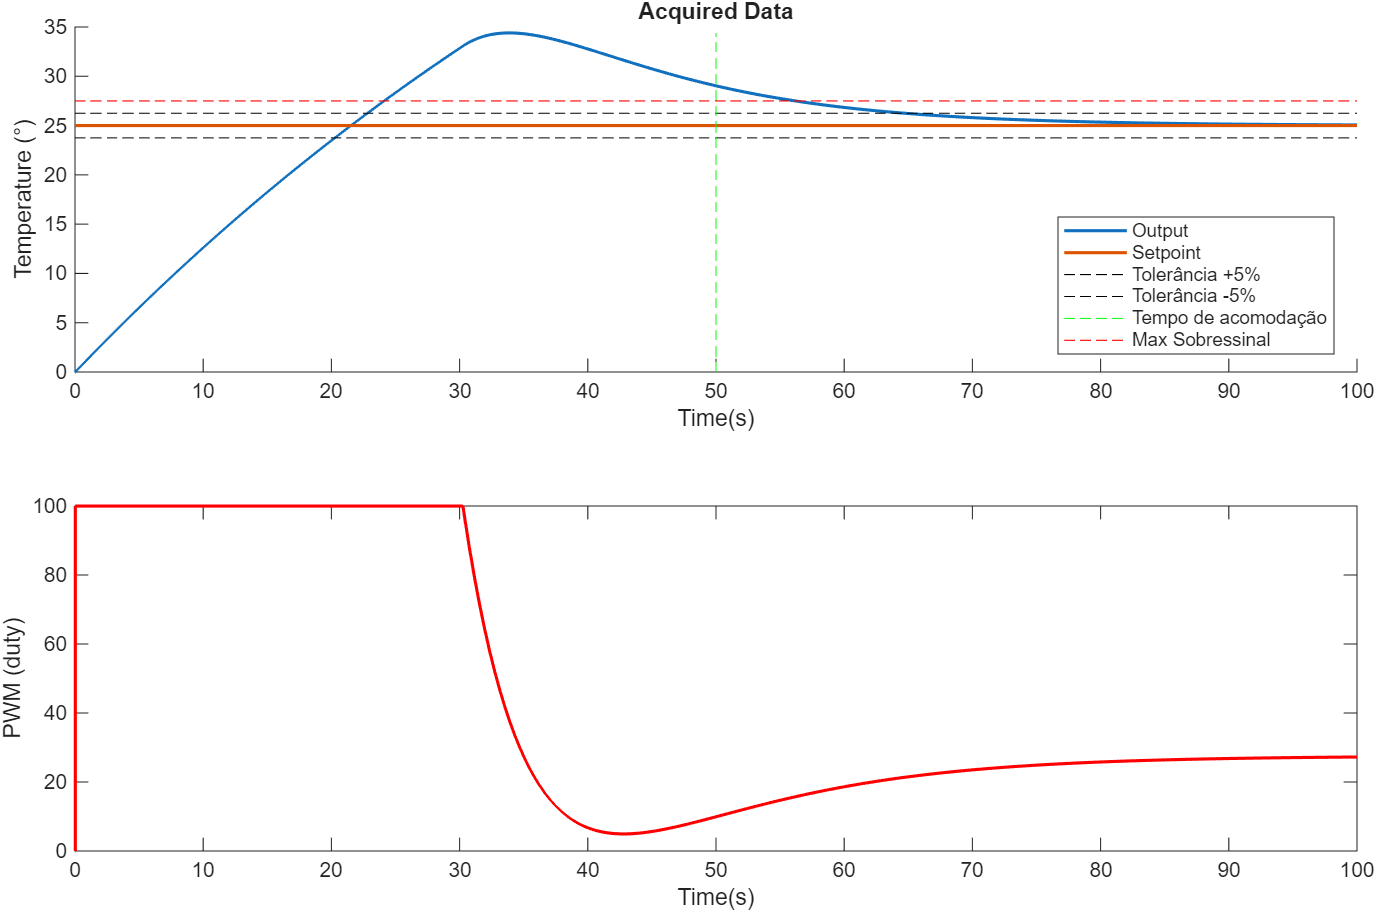 Acquired Data
35
30
25
20
15
10
5
0
Temperature (°)
0 10 20 30 40 50 60 70 80 90 100
Time(s)
Output
Setpoint
Tolerância +5%
Tolerância -5%
Tempo de acomodação
Max Sobressinal
100
80
60
40
20
0
PWM (duty)
0 10 20 30 40 50 60 70 80 90 100
Time(s)